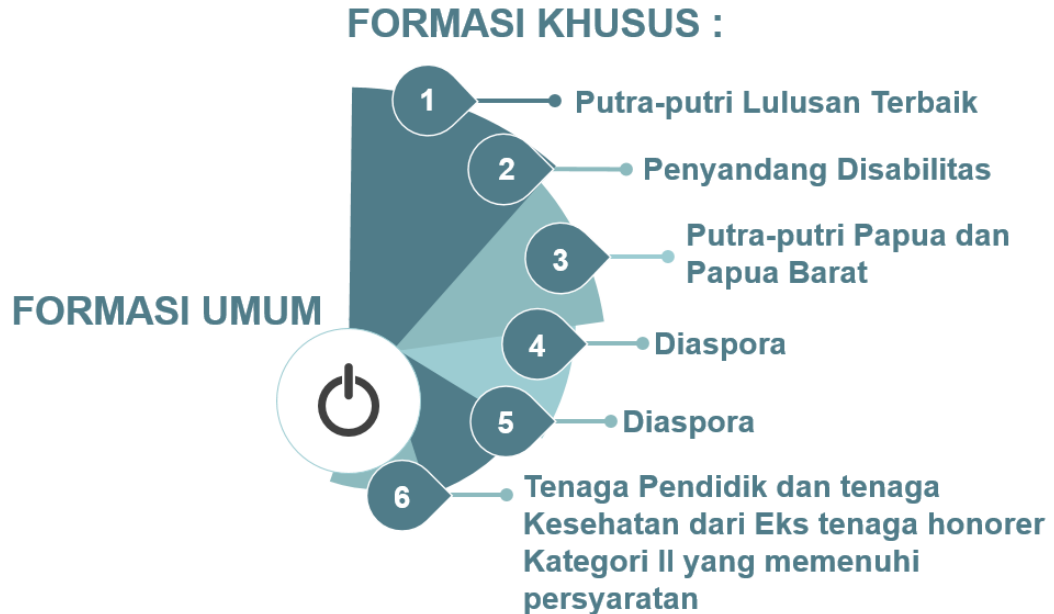 FORMASI KHUSUS :
1
Putra-putri Lulusan Terbaik
2
Penyandang Disabilitas
3
Putra-putri Papua dan
Papua Barat
FORMASI UMUM
4
Diaspora
5
Diaspora
6
Tenaga Pendidik dan tenaga
Kesehatan dari Eks tenaga honorer
Kategori II yang memenuhi
persyaratan